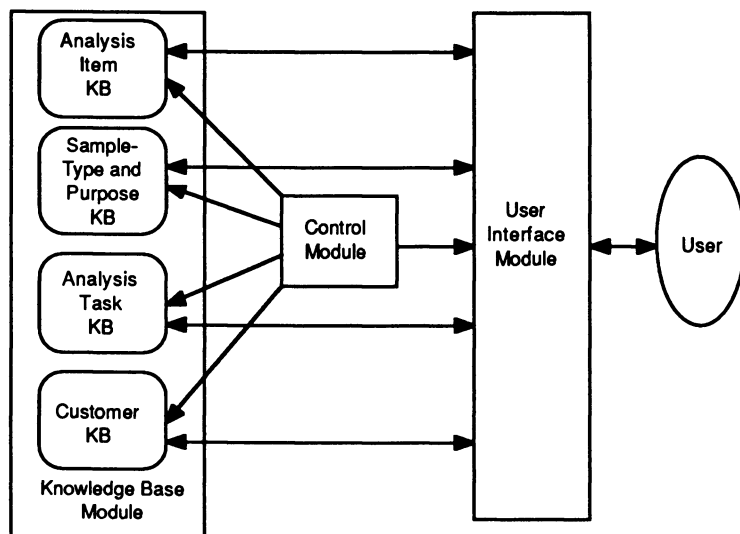 Analysis
Item
KB
Sample-
Type and
Purpose
KB
Analysis
Task
KB
Customer
KB
Knowledge Base
Module
Control
Module
User
Interface
Module
User